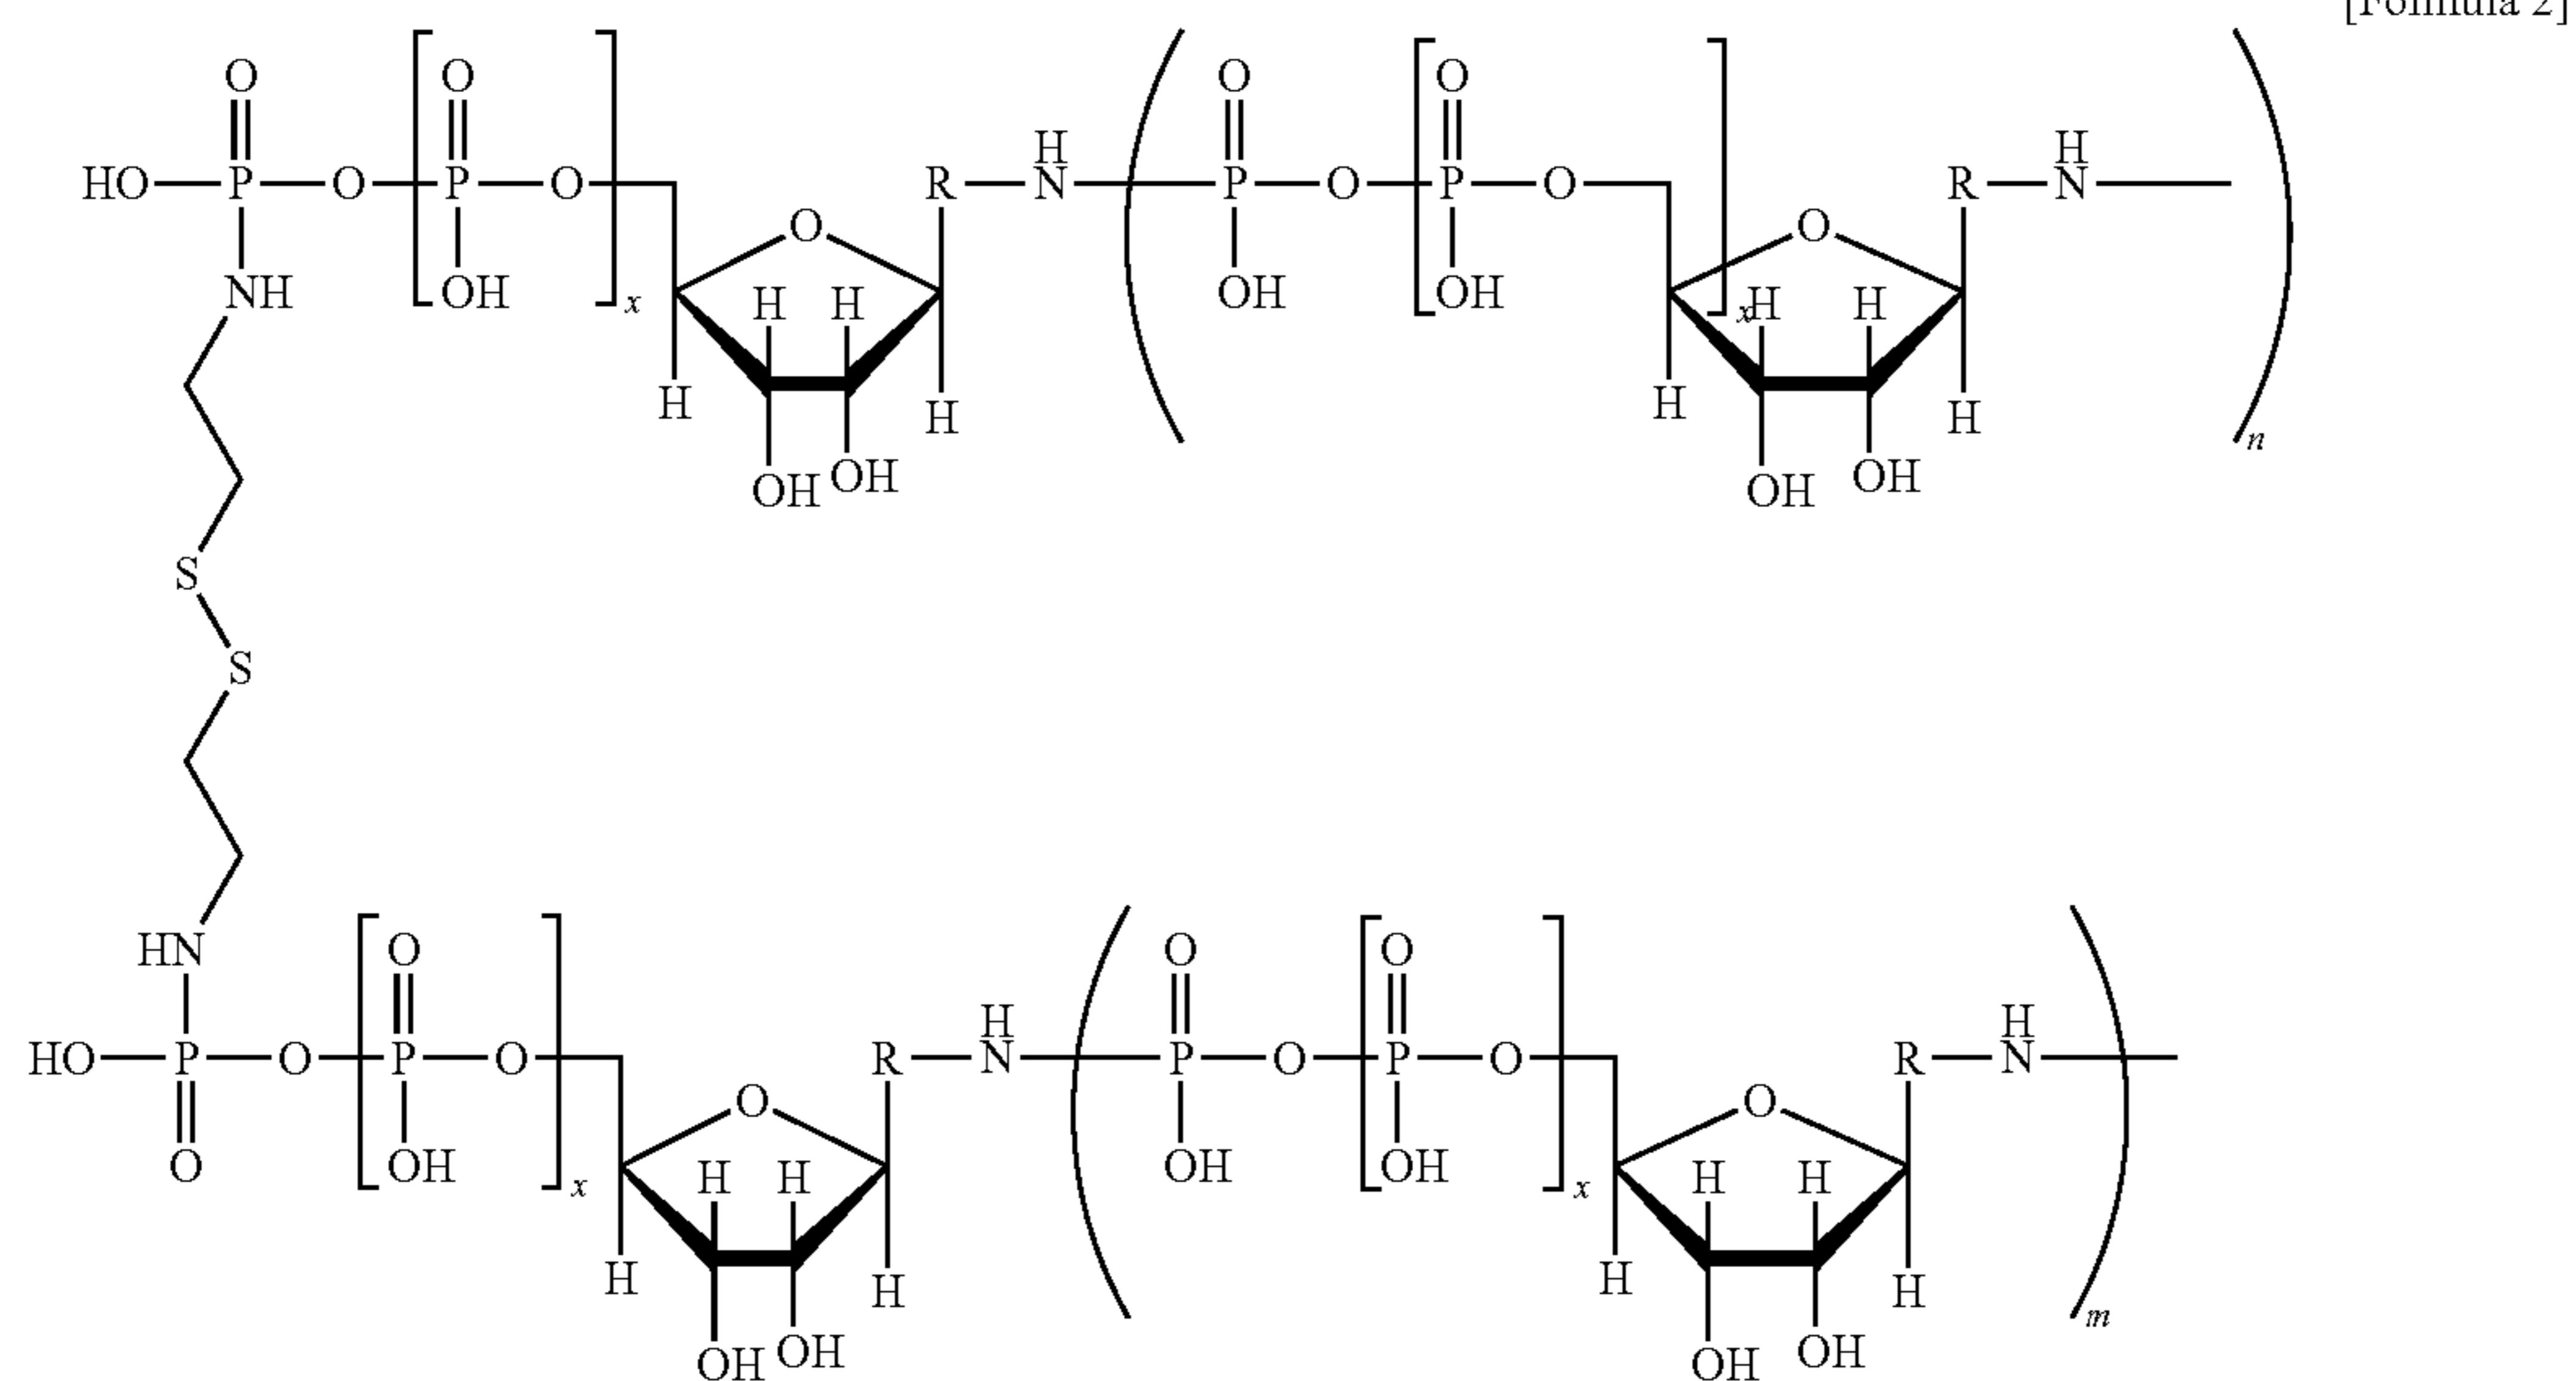 [Formula 2]
O O O O
H H
HO P O P O R N P O P O R N
O O
NH OH x H H OH OH x H H
H H H H
OH OH OH OH n
S
S
HN O O O
H H
HO P O P O R N P O P O R N
O O
O OH x H H OH OH x H H
H H H H
OH OH OH OH m